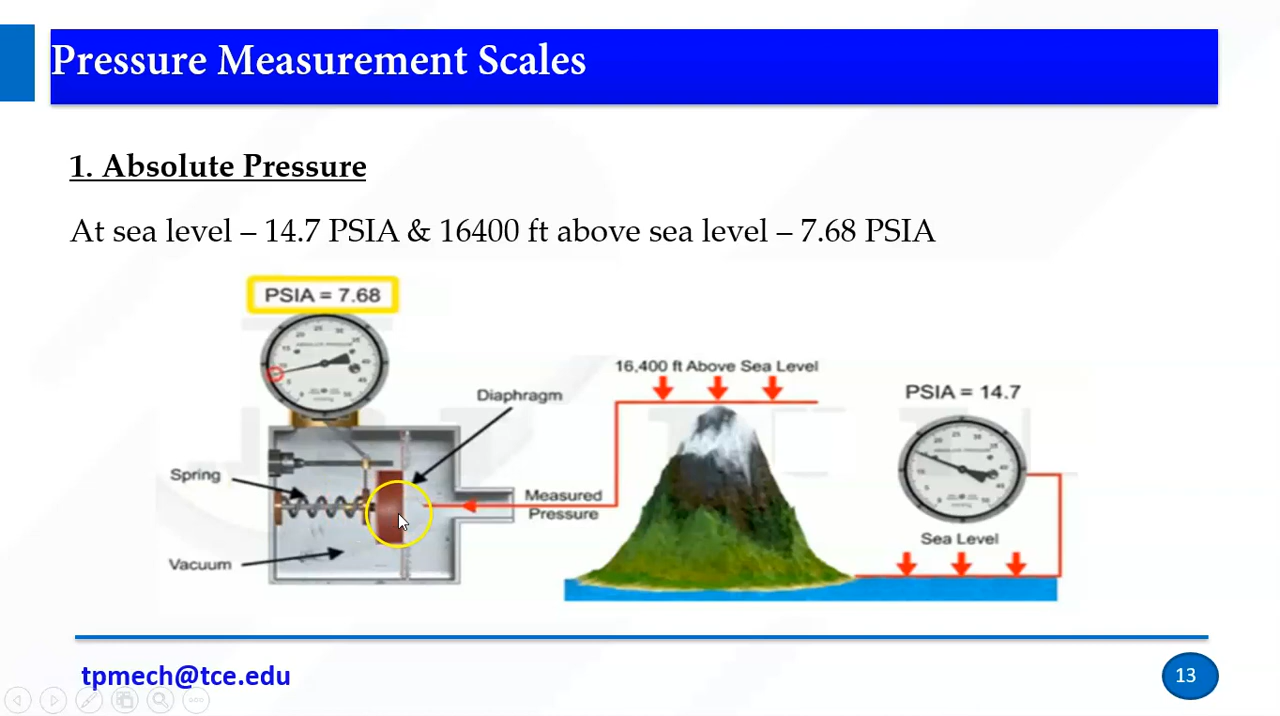 Pressure Measurement Scales
1. Absolute Pressure
At sea level – 14.7 PSIA & 16400 ft above sea level – 7.68 PSIA
PSIA = 7.68
16,400 ft Above Sea Level
PSIA = 14.7
Diaphragm
Spring
Measured
Pressure
Sea Level
Vacuum
tpmech@tce.edu
13